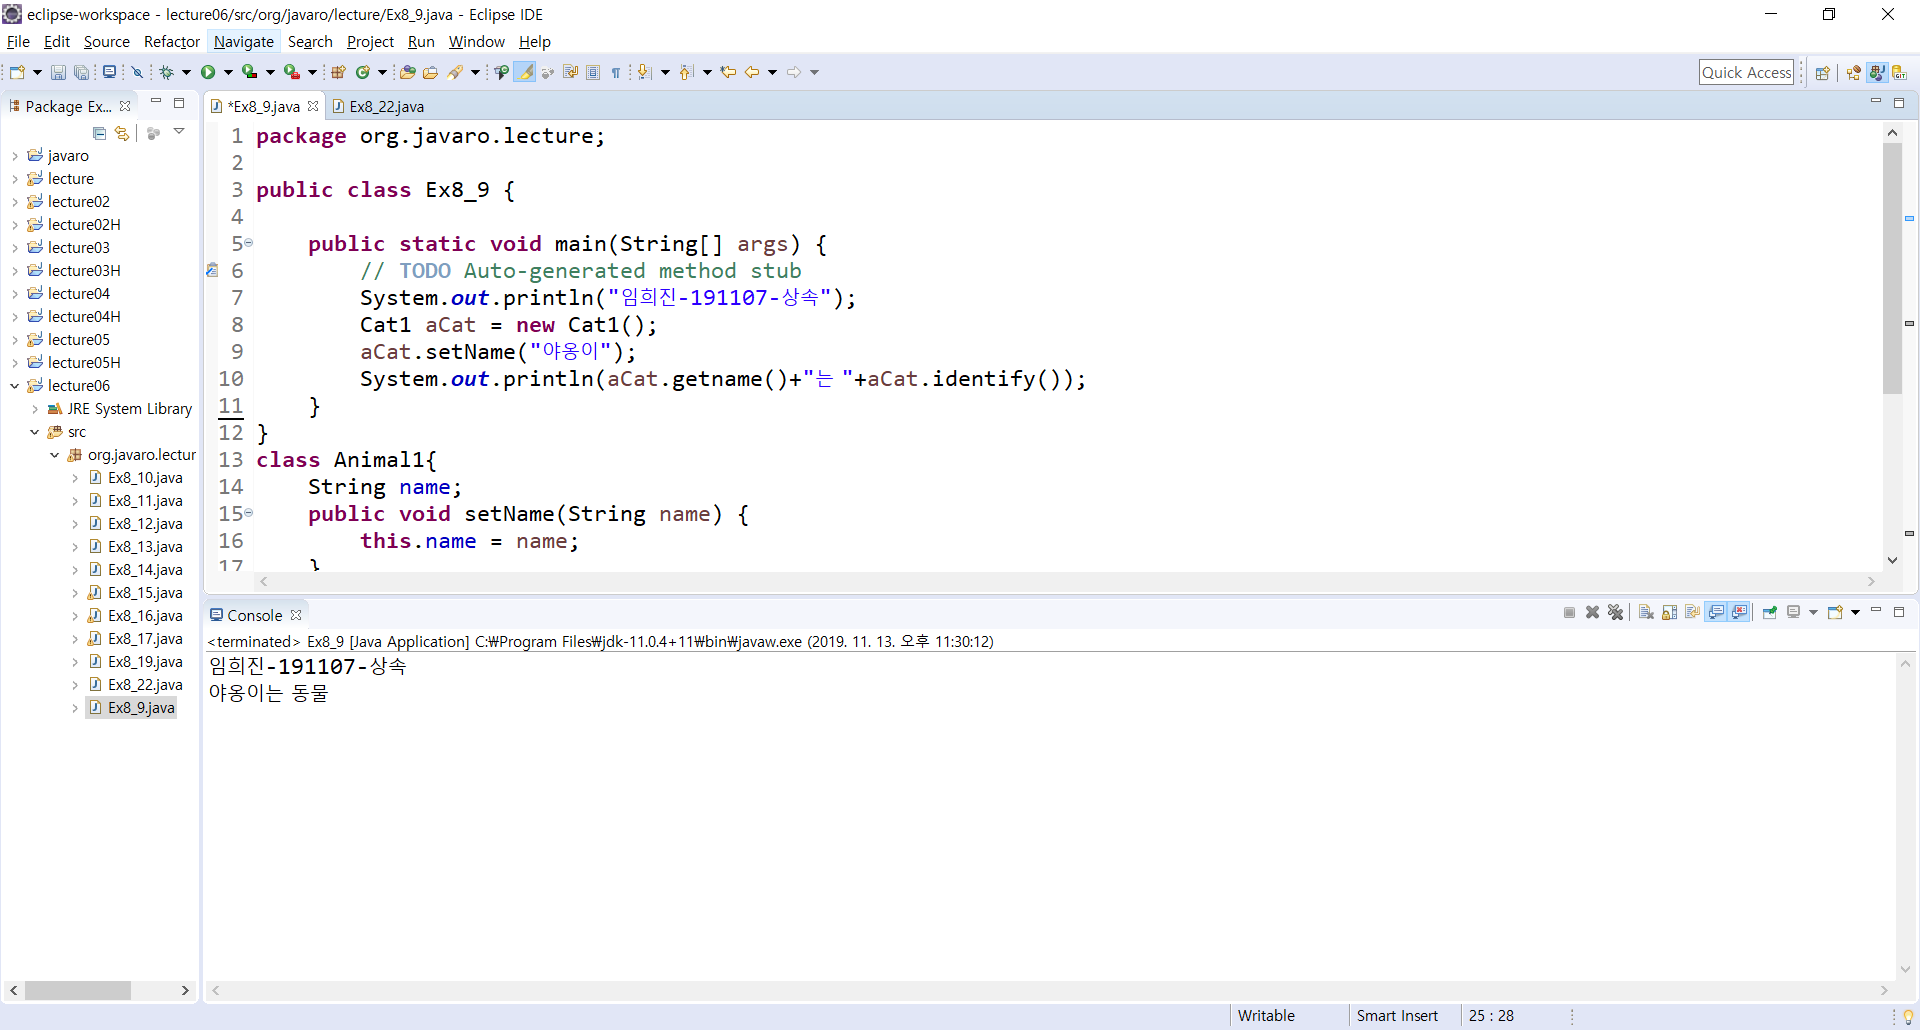 eclipse-workspace - lecture06/src/org/javaro/lecture/Ex8_9.java - Eclipse IDE
File Edit Source Refactor Navigate Search Project Run Window Help
Quick Access
Package Ex...
javaro
lecture
lecture02
lecture02H
lecture03
lecture03H
lecture04
lecture04H
lecture05
lecture05H
lecture06
JRE System Library
src
org.javaro.lectur
Ex8_10.java
Ex8_11.java
Ex8_12.java
Ex8_13.java
Ex8_14.java
Ex8_15.java
Ex8_16.java
Ex8_17.java
Ex8_19.java
Ex8_22.java
Ex8_9.java
*Ex8_9.java Ex8_22.java
1 package org.javaro.lecture;
2
3 public class Ex8_9 {
4
5 public static void main(String[] args) {
6 // TODO Auto-generated method stub
7 System.out.println("임희진-191107-상속");
8 Cat1 aCat = new Cat1();
9 aCat.setName("야옹이");
10 System.out.println(aCat.getname()+"는 "+aCat.identify());
11 }
12 }
13 class Animal1{
14 String name;
15 public void setName(String name) {
16 this.name = name;
17 }
Console
<terminated> Ex8_9 [Java Application] C:₩Program Files₩jdk-11.0.4+11₩bin₩javaw.exe (2019. 11. 13. 오후 11:30:12)
임희진-191107-상속
야옹이는 동물
Writable Smart Insert 25 : 28